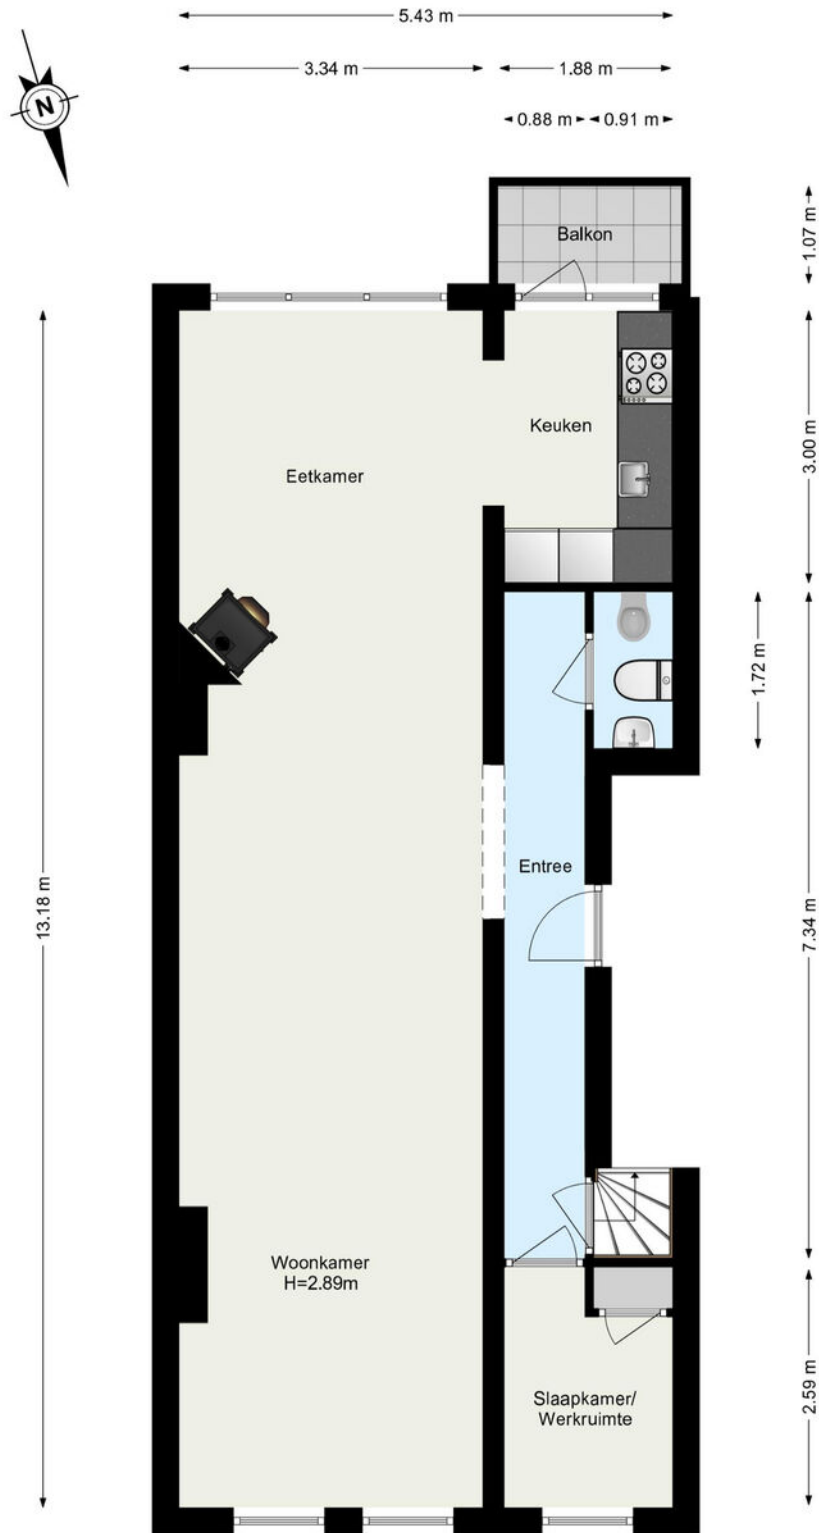 5.43 m
3.34 m
1.88 m
N
0.88 m
0.91 m
1.07 m
Balkon
Keuken
3.00 m
Eetkamer
1.72 m
Entree
13.18 m
7.34 m
Woonkamer
H=2.89m
Slaapkamer/
Werkruimte
2.59 m